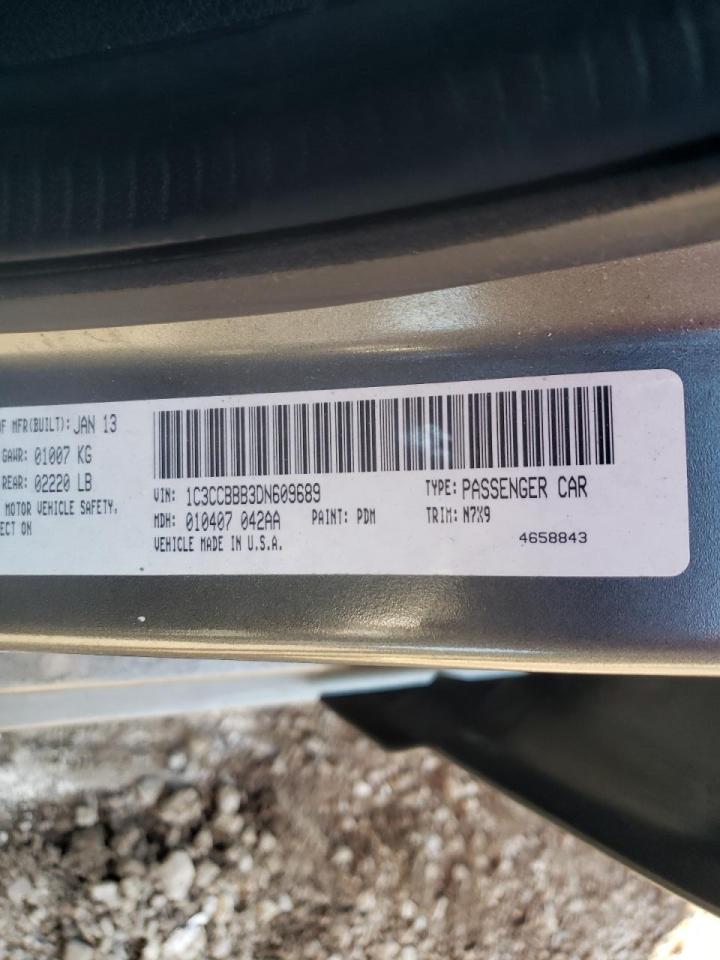 OF MFR(BUILT): JAN 13
GAWR: 01007 KG
REAR: 02220 LB
MOTOR VEHICLE SAFETY,
ECT ON
VIN: 1C3CCBBB3DN609689 TYPE: PASSENGER CAR
MDH: 010407 042AA PAINT: PDM TRIM: N7X9
VEHICLE MADE IN U.S.A. 4658843